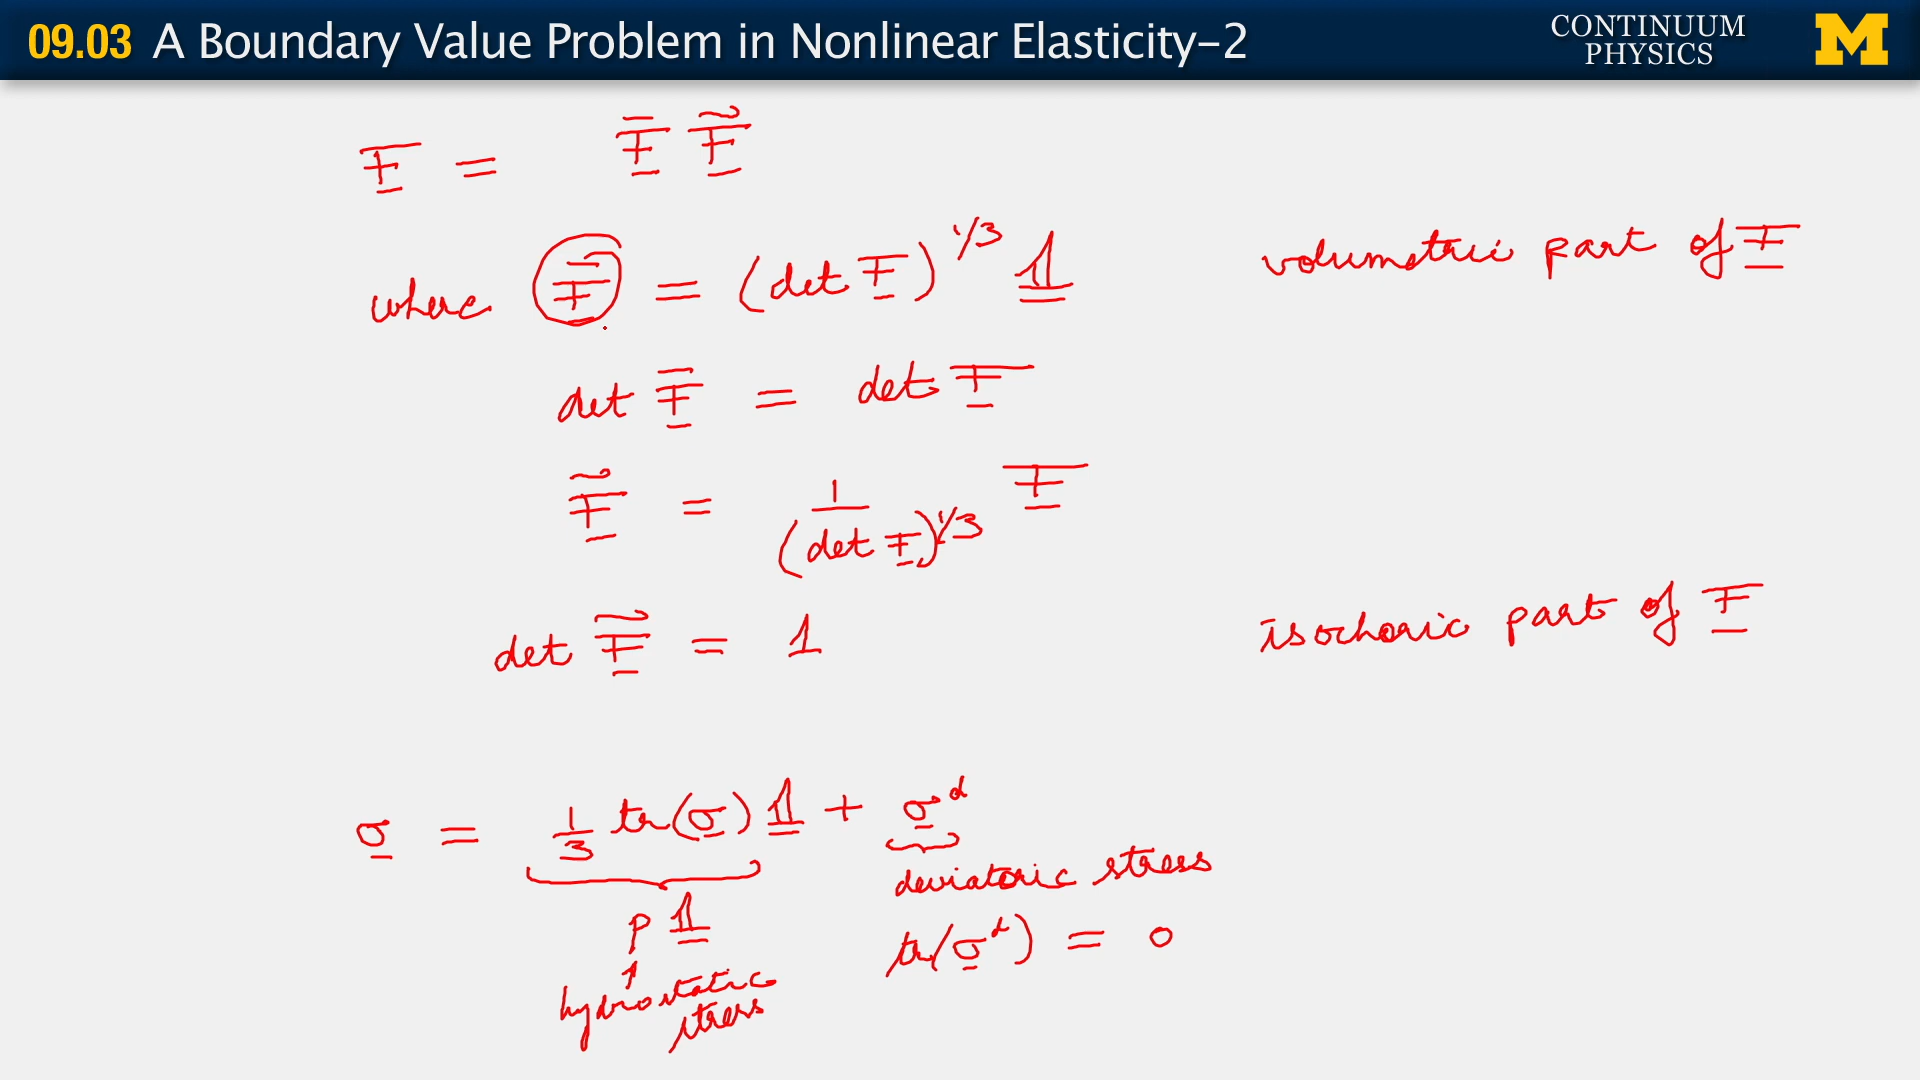 09.03 A Boundary Value Problem in Nonlinear Elasticity-2
CONTINUUM
PHYSICS
M
F = F̄ F̃
where F̄ = (det F)^1/3 𝟙 volumetric part of F
det F̄ = det F
F̃ = 1/(det F)^1/3 F
det F̃ = 1 isochoric part of F
σ = 1/3 tr(σ) 𝟙 + σ^d
deviatoric stress
p 𝟙 tr(σ^d) = 0
↑
hydrostatic
stress